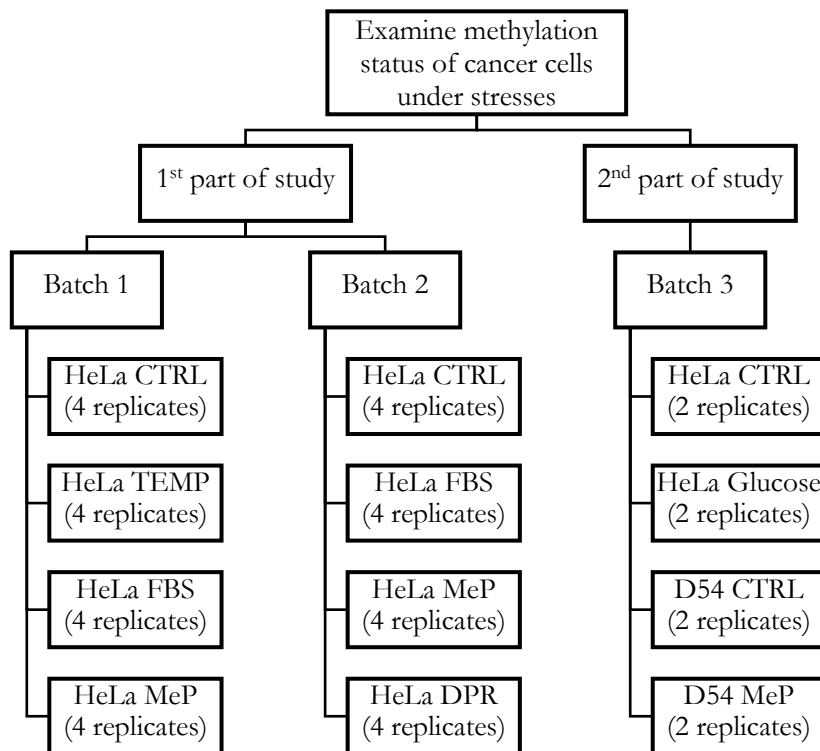 Examine methylation
status of cancer cells
under stresses
1st part of study
2nd part of study
Batch 1
Batch 2
Batch 3
HeLa CTRL
(4 replicates)
HeLa CTRL
(4 replicates)
HeLa CTRL
(2 replicates)
HeLa TEMP
(4 replicates)
HeLa FBS
(4 replicates)
HeLa Glucose
(2 replicates)
HeLa FBS
(4 replicates)
HeLa MeP
(4 replicates)
D54 CTRL
(2 replicates)
HeLa MeP
(4 replicates)
HeLa DPR
(4 replicates)
D54 MeP
(2 replicates)